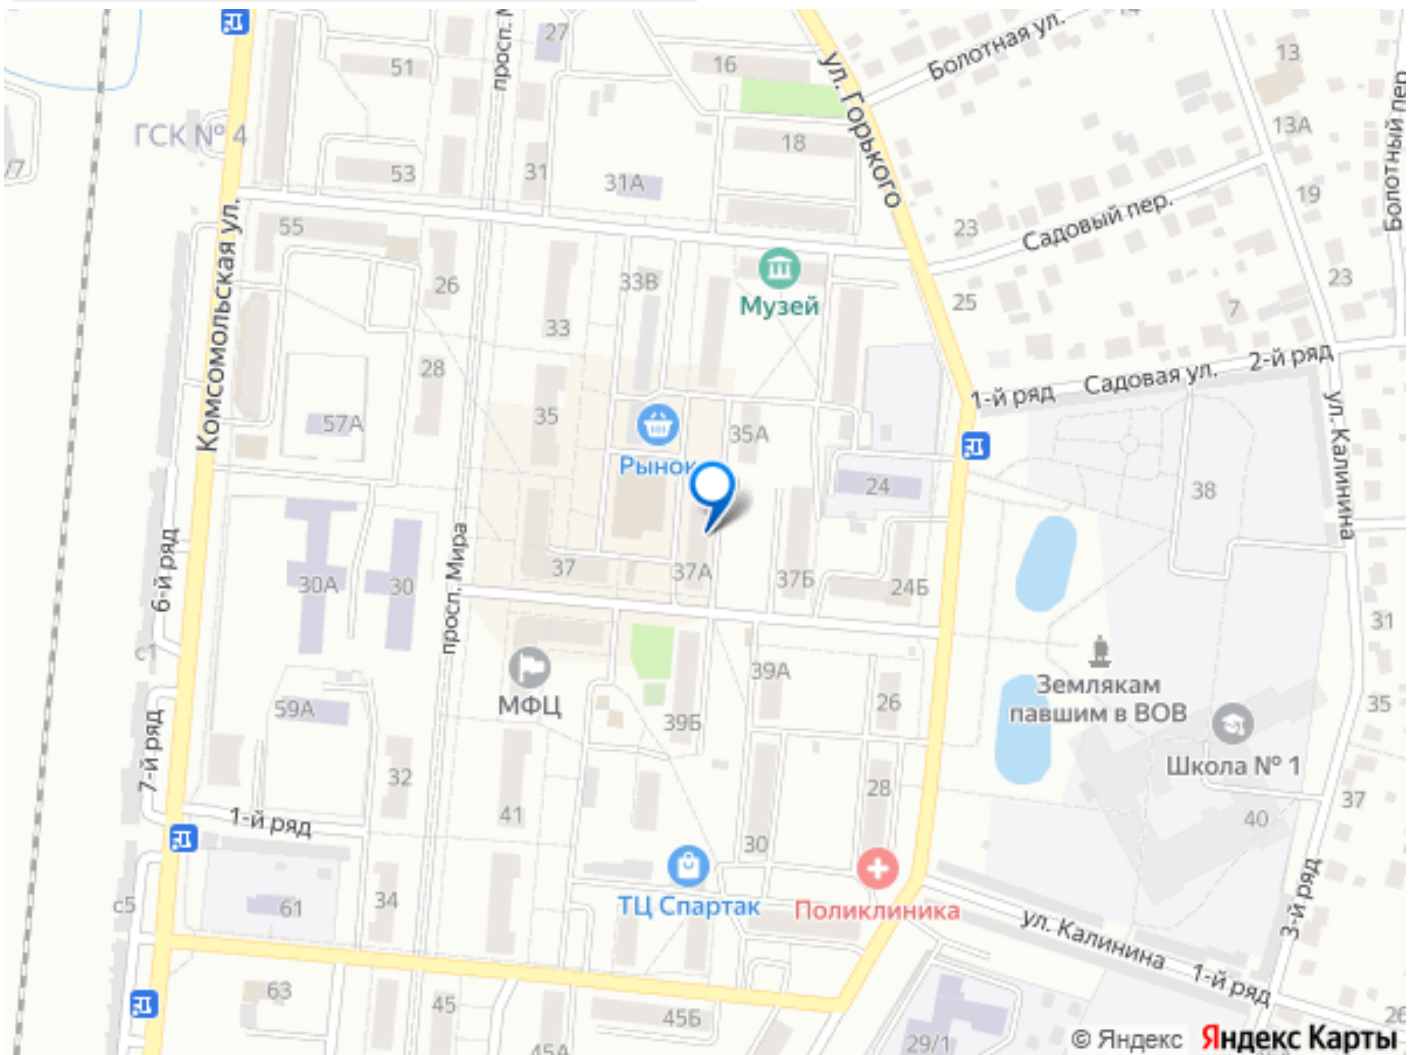 27
просп. М
51
16
Болотная ул.
14
13
ГСК № 4
ул. Горького
18
13А
Болотный пер
/7
53
31
31А
19
Комсомольская ул.
55
23
Садовый пер.
26
33В
Музей
23
25
7
33
28
2-й ряд
Садовая ул.
1-й ряд
35
57А
Рынок
35А
ул. Калинина
24
38
6-й ряд
просп. Мира
30А
30
37
37А
37Б
24Б
31
с1
39А
Землякам
павшим в ВОВ
МФЦ
59А
26
35
39Б
7-й ряд
Школа № 1
32
28
37
1-й ряд
41
40
30
с5
34
61
ТЦ Спартак
Поликлиника
3-й ряд
ул. Калинина
1-й ряд
63
45
45Б
45А
29/1
26
© Яндекс Яндекс Карты